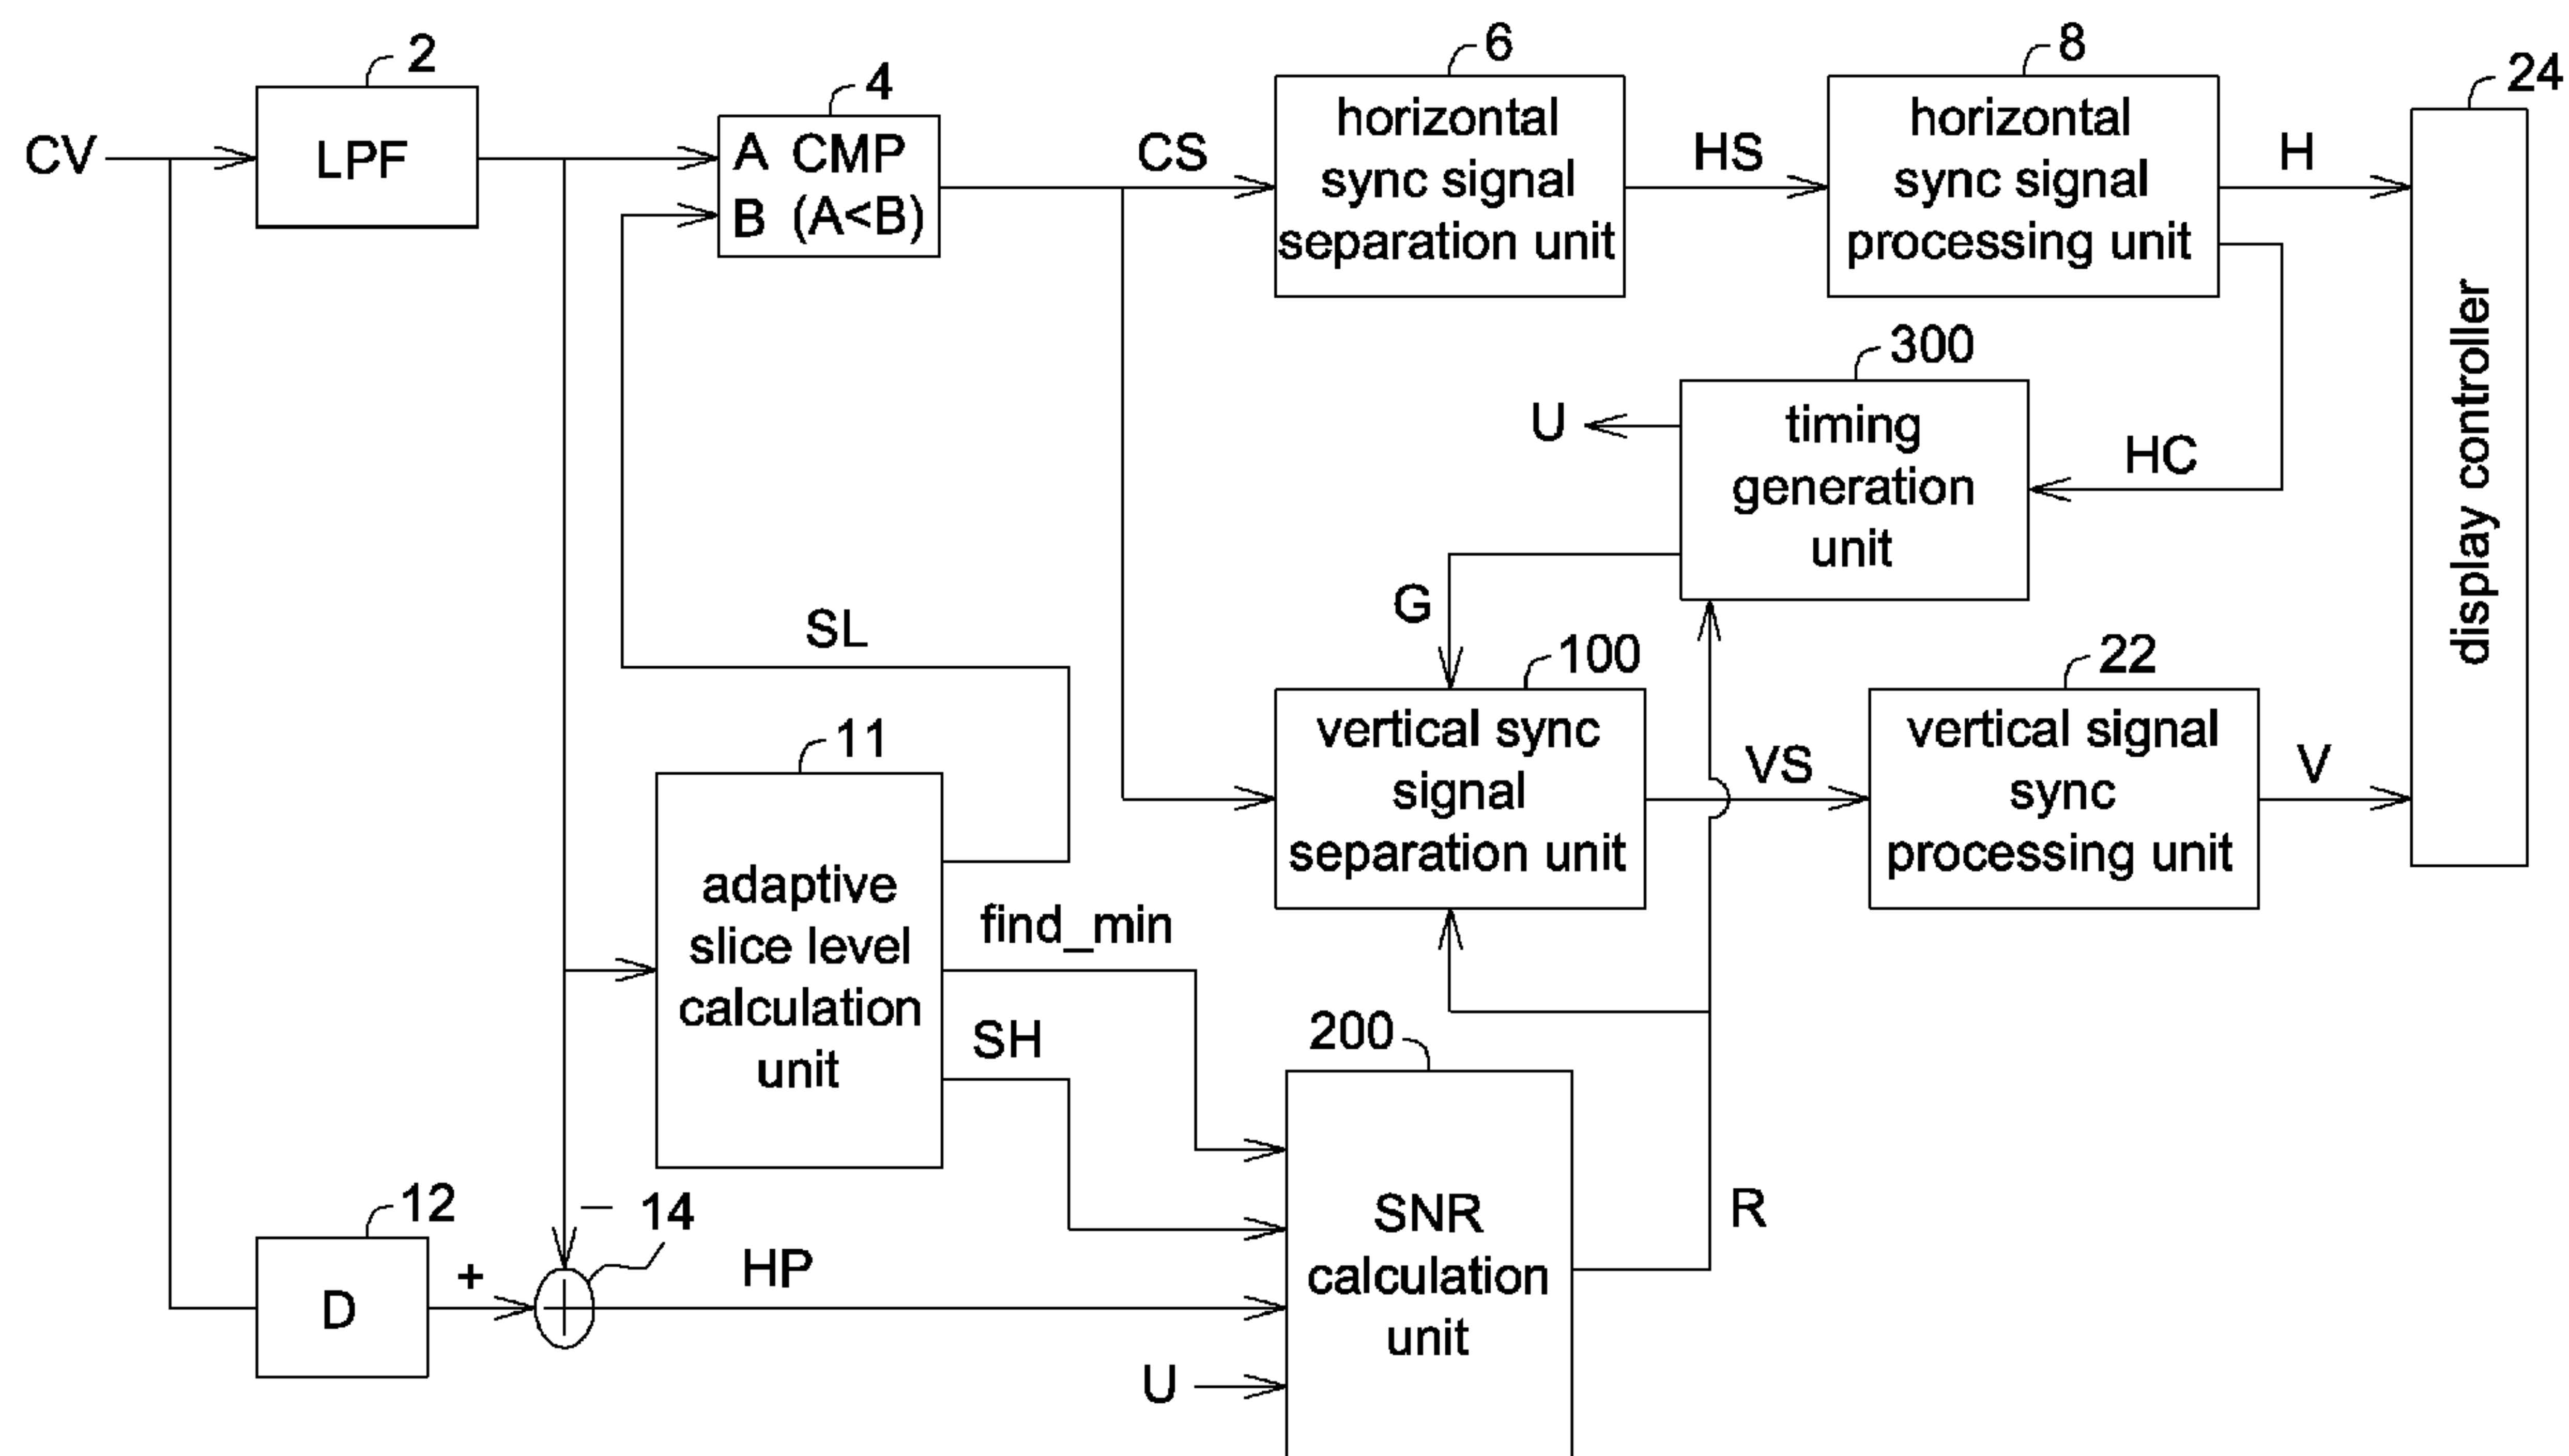 2
LPF
CV
4
A CMP
B (A<B)
CS
6
horizontal
sync signal
separation unit
HS
8
horizontal
sync signal
processing unit
H
24
display controller
300
timing
generation
unit
U
HC
G
SL
100
vertical sync
signal
separation unit
VS
22
vertical signal
sync
processing unit
V
11
adaptive
slice level
calculation
unit
find_min
SH
200
SNR
calculation
unit
R
12
D
+
−
14
HP
U